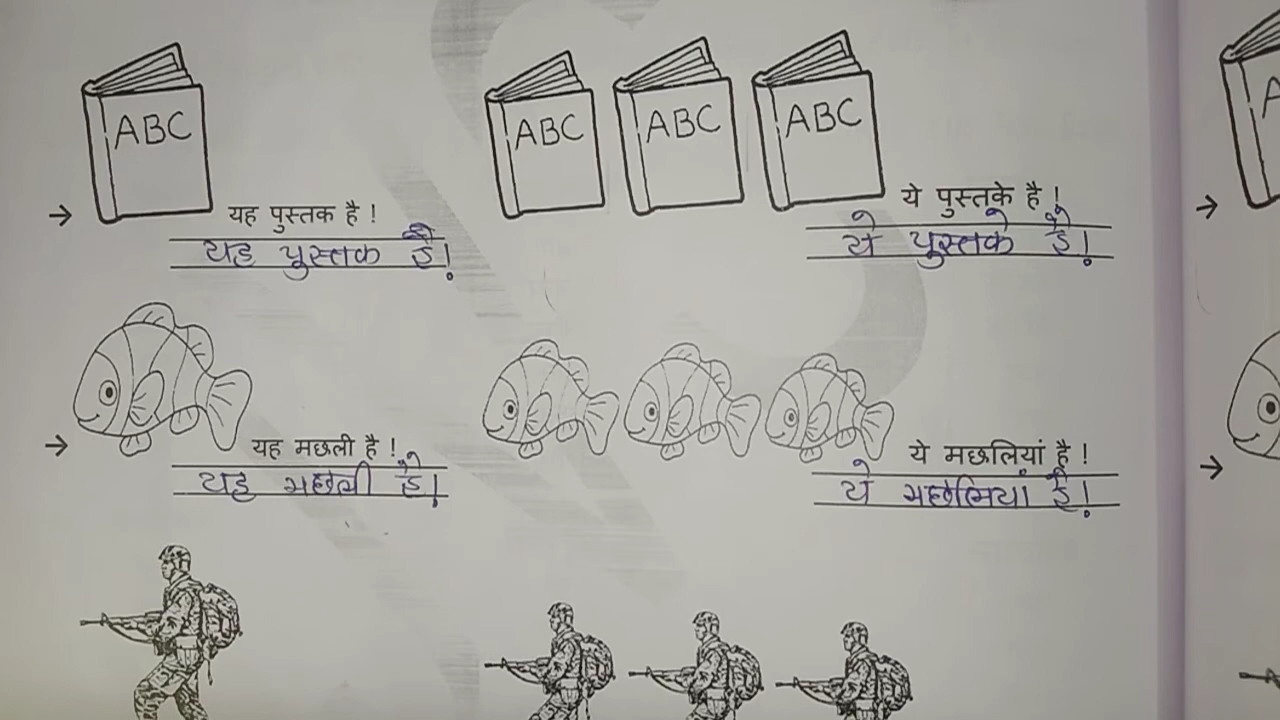 ABC
ABC ABC ABC
यह पुस्तक है !
ये पुस्तके है !
यह पुस्तक है!
ये पुस्तके है!
यह मछली है !
ये मछलियां है !
यह मछली है!
ये मछलियां है!